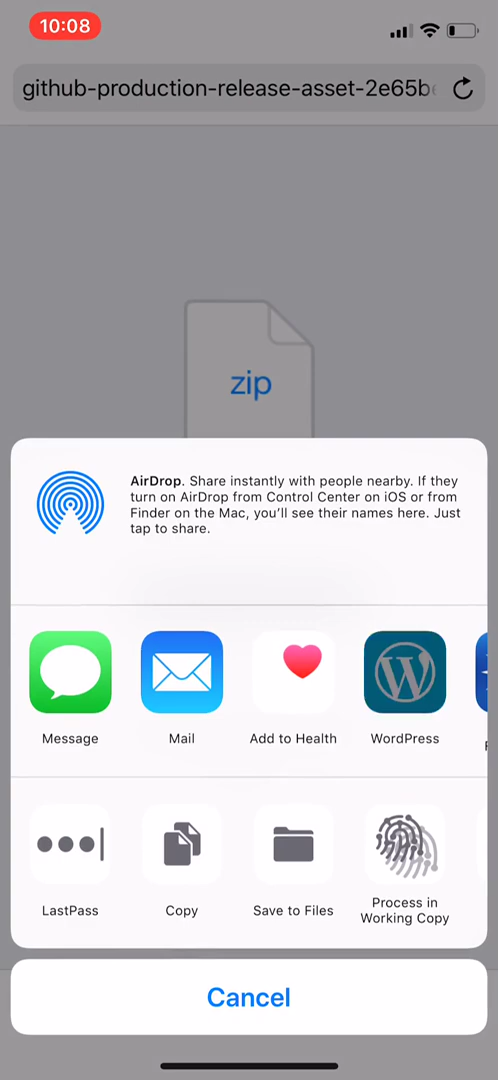 10:08
github-production-release-asset-2e65be
zip
AirDrop. Share instantly with people nearby. If they
turn on AirDrop from Control Center on iOS or from
Finder on the Mac, you’ll see their names here. Just
tap to share.
Message
Mail
Add to Health
WordPress
LastPass
Copy
Save to Files
Process in
Working Copy
Cancel